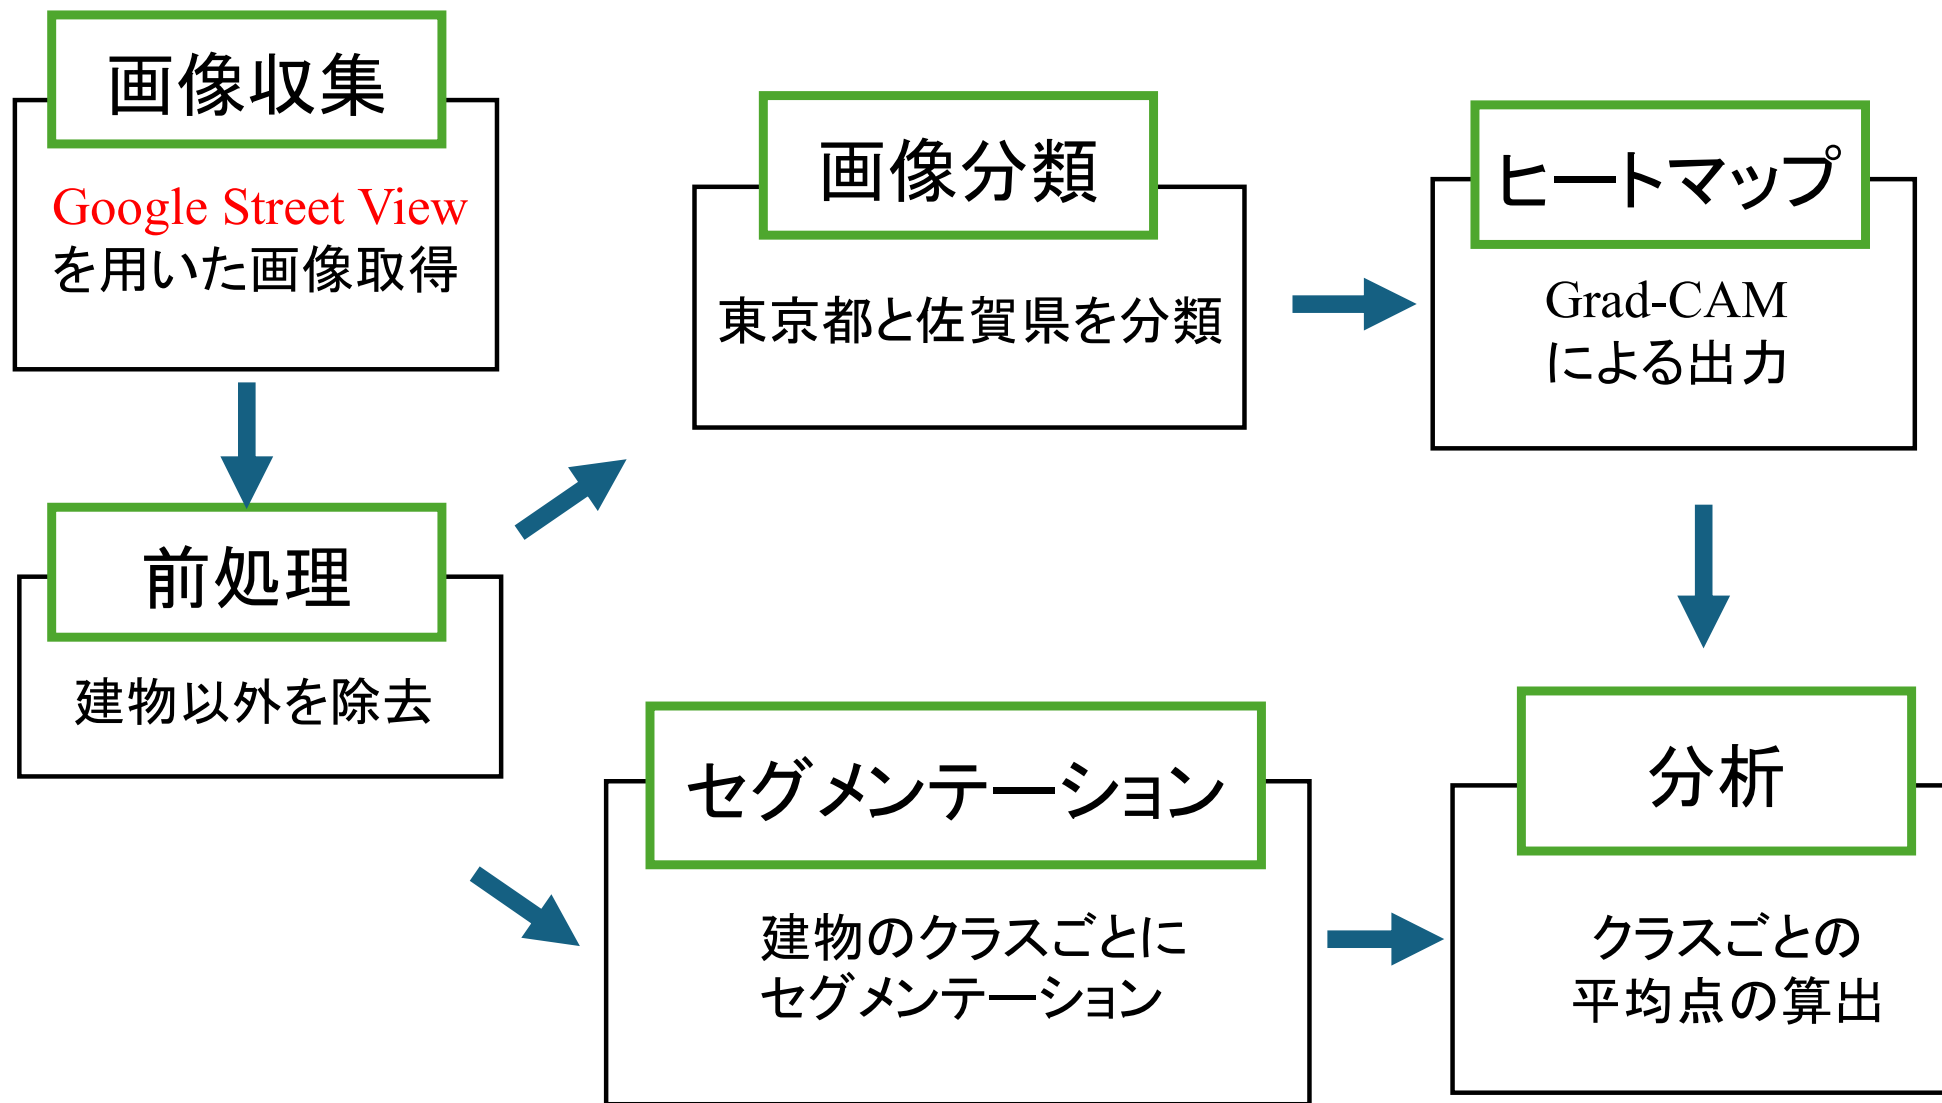 画像収集
Google Street View
を用いた画像取得
前処理
建物以外を除去
画像分類
東京都と佐賀県を分類
ヒートマップ
Grad-CAM
による出力
セグメンテーション
建物のクラスごとに
セグメンテーション
分析
クラスごとの
平均点の算出